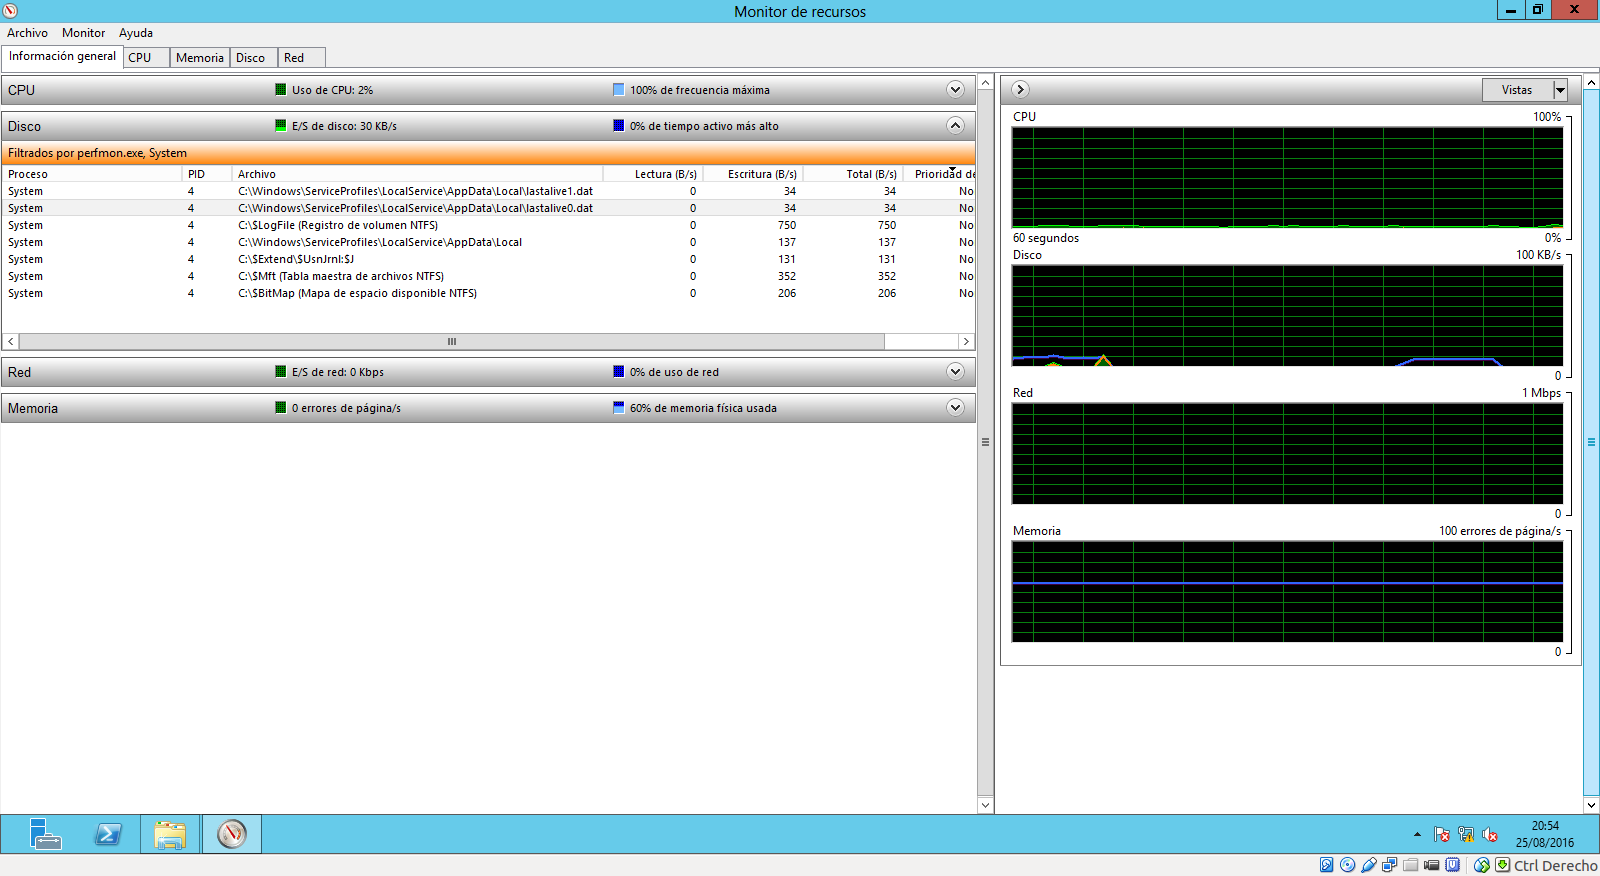 Monitor de recursos
Archivo Monitor Ayuda
Información general CPU Memoria Disco Red
CPU Uso de CPU: 2% 100% de frecuencia máxima
Disco E/S de disco: 30 KB/s 0% de tiempo activo más alto
Filtrados por perfmon.exe, System
Proceso PID Archivo Lectura (B/s) Escritura (B/s) Total (B/s) Prioridad de
System 4 C:\Windows\ServiceProfiles\LocalService\AppData\Local\lastalive1.dat 0 34 34 No
System 4 C:\Windows\ServiceProfiles\LocalService\AppData\Local\lastalive0.dat 0 34 34 No
System 4 C:\$LogFile (Registro de volumen NTFS) 0 750 750 No
System 4 C:\Windows\ServiceProfiles\LocalService\AppData\Local 0 137 137 No
System 4 C:\$Extend\$UsnJrnl:$J 0 131 131 No
System 4 C:\$Mft (Tabla maestra de archivos NTFS) 0 352 352 No
System 4 C:\$BitMap (Mapa de espacio disponible NTFS) 0 206 206 No
Red E/S de red: 0 Kbps 0% de uso de red
Memoria 0 errores de página/s 60% de memoria física usada
Vistas
CPU 100%
60 segundos 0%
Disco 100 KB/s
0
Red 1 Mbps
0
Memoria 100 errores de página/s
0
20:54
25/08/2016
Ctrl Derecho